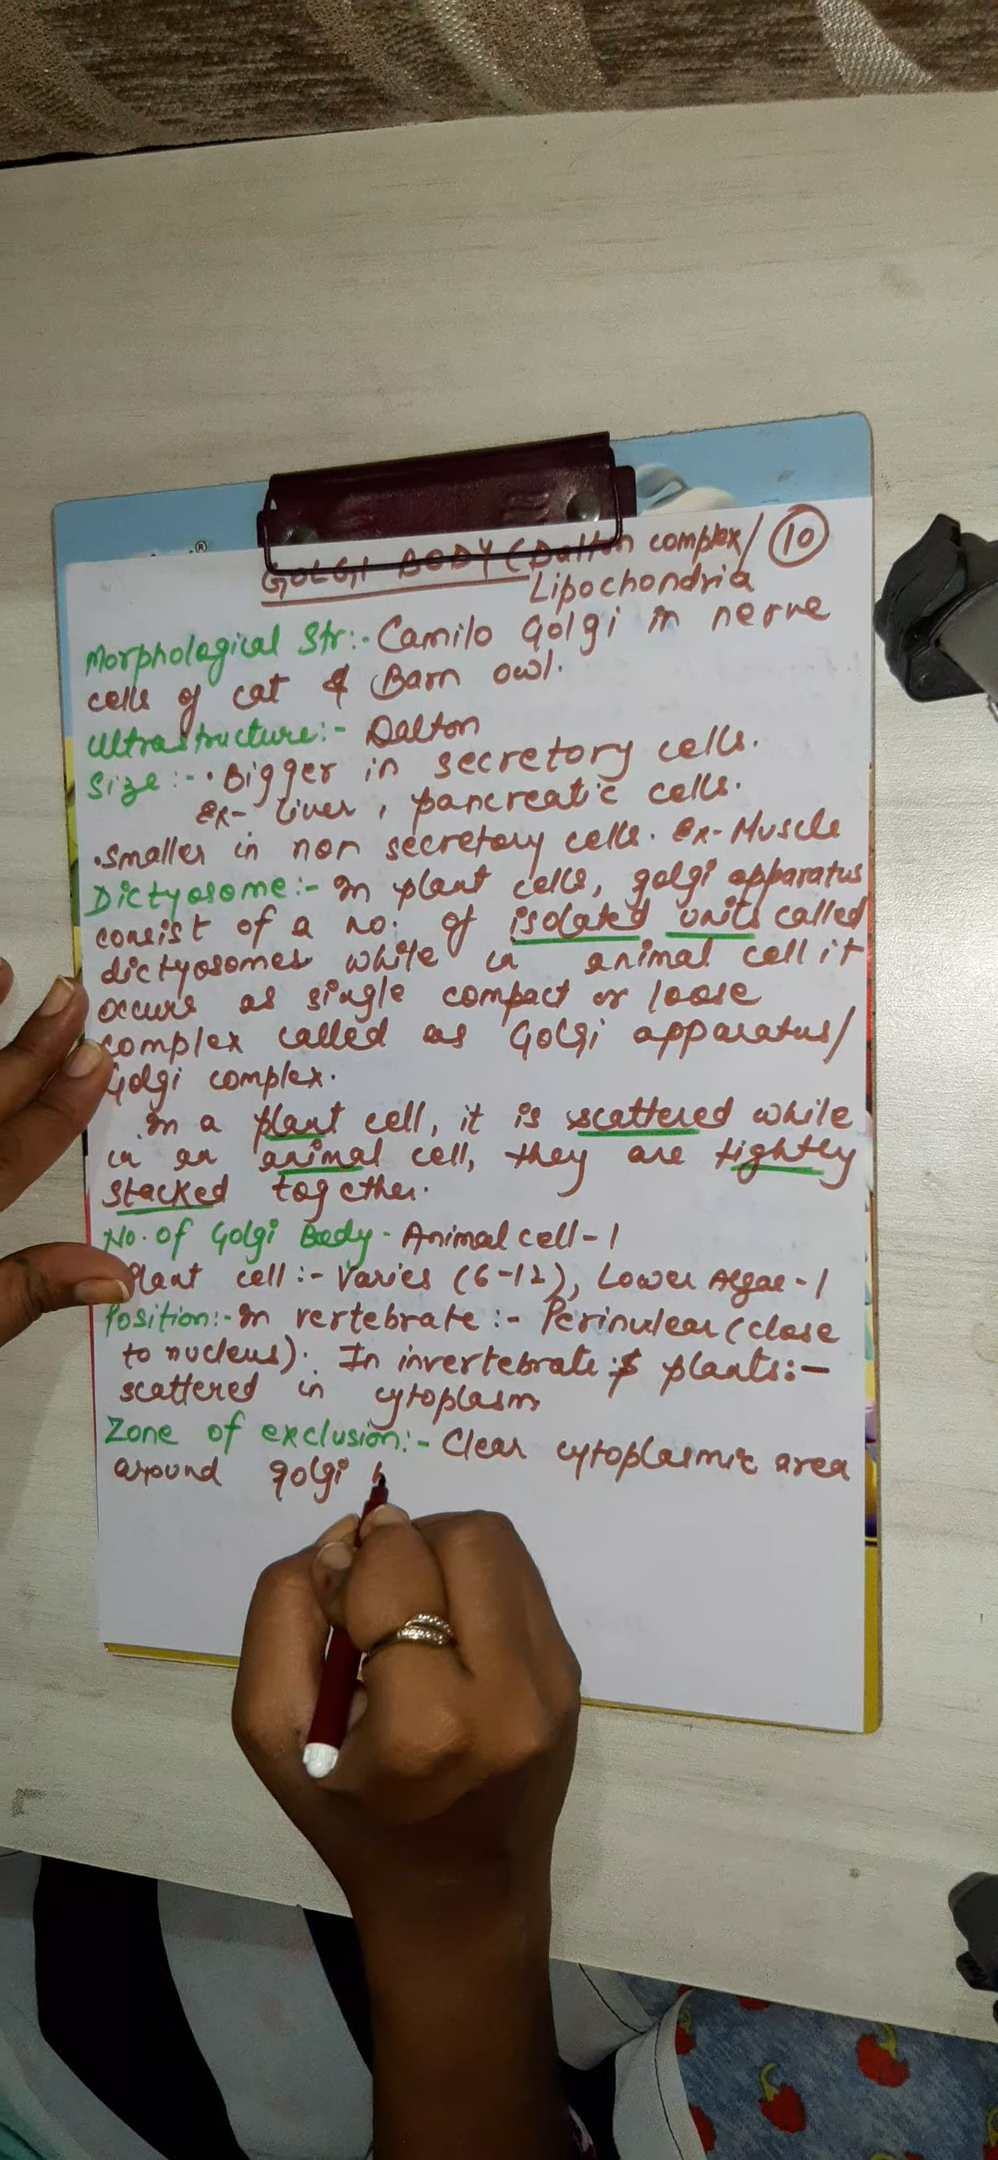 GOLGI BODY (Dalton complex/ 10
Lipochondria
Morphological Str:- Camilo Golgi in nerve
cells of cat & Barn owl.
Ultrastructure:- Dalton
Size:- • Bigger in secretory cells.
Ex- liver, pancreatic cells.
• Smaller in non secretory cells. Ex- Muscle
Dictyosome:- In plant cells, golgi apparatus
consist of a no. of isolated units called
dictyosomes while in animal cell it
occurs as single compact or loose
complex called as Golgi apparatus/
Golgi complex.
In a plant cell, it is scattered while
in an animal cell, they are tightly
stacked together.
No. of Golgi Body - Animal cell - 1
Plant cell:- Varies (6-12), Lower Algae - 1
Position:- In vertebrate:- Perinulear (close
to nucleus). In invertebrate & plants:-
scattered in cytoplasm
Zone of exclusion:- Clear cytoplasmic area
around golgi